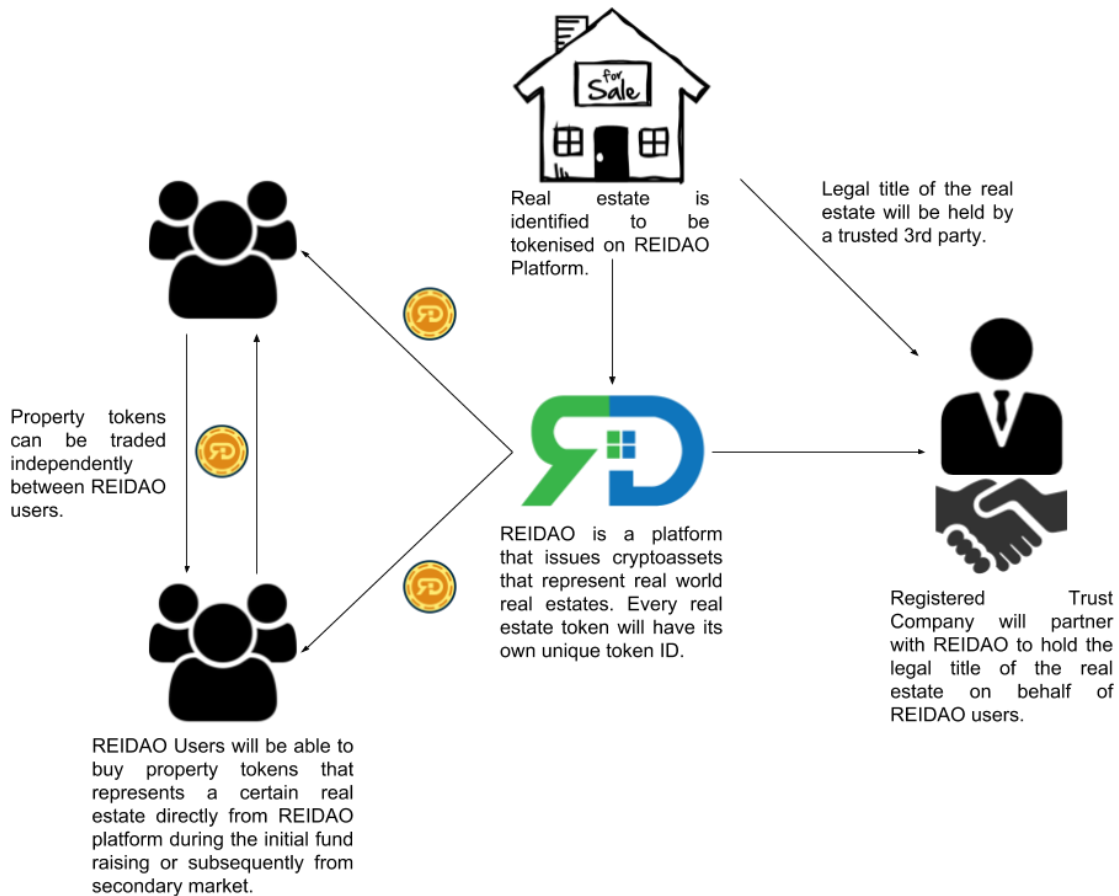 for
Sale
Real estate is
identified to be
tokenised on REIDAO
Platform.
Legal title of the real
estate will be held by
a trusted 3rd party.
Property tokens
can be traded
independently
between REIDAO
users.
REIDAO is a platform
that issues cryptoassets
that represent real world
real estates. Every real
estate token will have its
own unique token ID.
Registered Trust
Company will partner
with REIDAO to hold the
legal title of the real
estate on behalf of
REIDAO users.
REIDAO Users will be able to
buy property tokens that
represents a certain real
estate directly from REIDAO
platform during the initial fund
raising or subsequently from
secondary market.